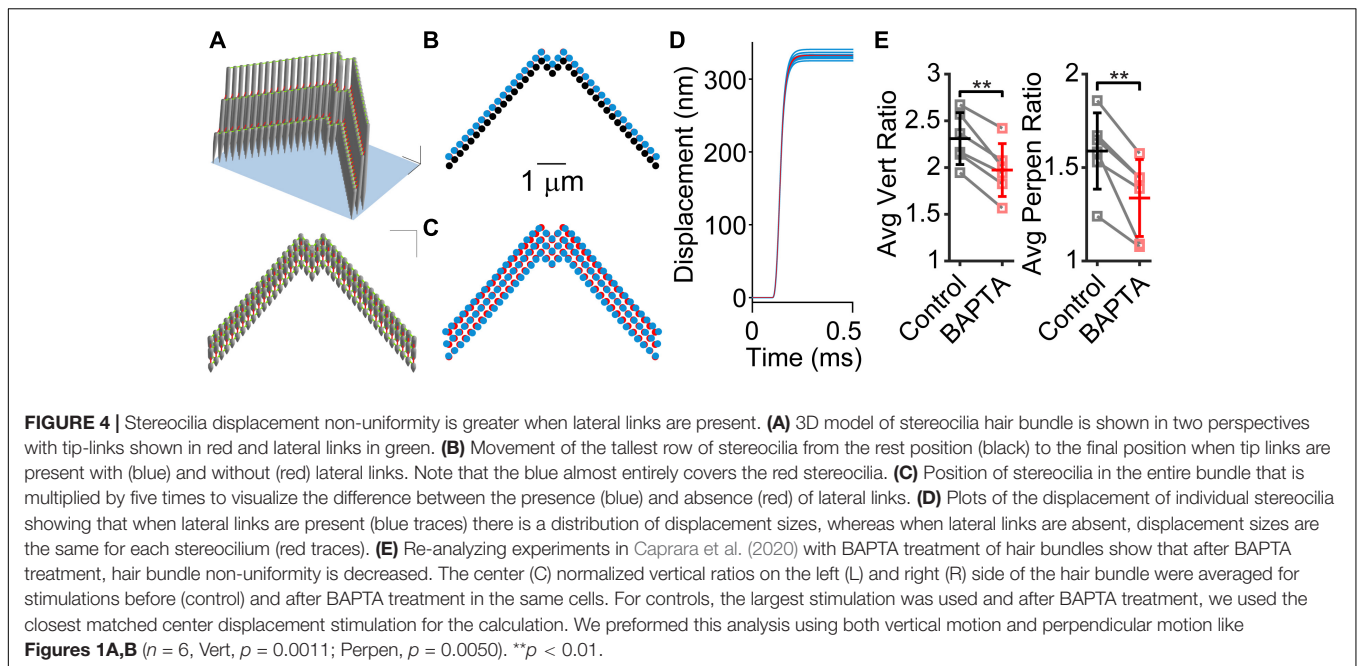 A
B
1 μm
C
D
Displacement (nm)
300
200
100
0
0
0.5
Time (ms)
E
Avg Vert Ratio
3
2.5
2
1.5
1
**
Control
BAPTA
Avg Perpen Ratio
2
1.5
1
**
Control
BAPTA
FIGURE 4 | Stereocilia displacement non-uniformity is greater when lateral links are present. (A) 3D model of stereocilia hair bundle is shown in two perspectives
with tip-links shown in red and lateral links in green. (B) Movement of the tallest row of stereocilia from the rest position (black) to the final position when tip links are
present with (blue) and without (red) lateral links. Note that the blue almost entirely covers the red stereocilia. (C) Position of stereocilia in the entire bundle that is
multiplied by five times to visualize the difference between the presence (blue) and absence (red) of lateral links. (D) Plots of the displacement of individual stereocilia
showing that when lateral links are present (blue traces) there is a distribution of displacement sizes, whereas when lateral links are absent, displacement sizes are
the same for each stereocilium (red traces). (E) Re-analyzing experiments in Caprara et al. (2020) with BAPTA treatment of hair bundles show that after BAPTA
treatment, hair bundle non-uniformity is decreased. The center (C) normalized vertical ratios on the left (L) and right (R) side of the hair bundle were averaged for
stimulations before (control) and after BAPTA treatment in the same cells. For controls, the largest stimulation was used and after BAPTA treatment, we used the
closest matched center displacement stimulation for the calculation. We preformed this analysis using both vertical motion and perpendicular motion like
Figures 1A,B (n = 6, Vert, p = 0.0011; Perpen, p = 0.0050). **p < 0.01.